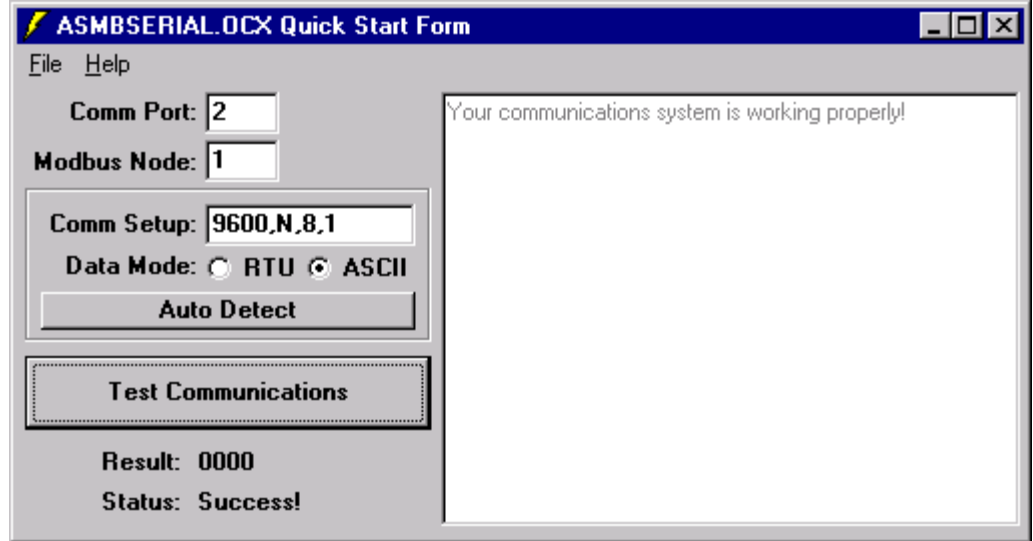 ASMBSERIAL.OCX Quick Start Form
File Help
Comm Port: 2
Modbus Node: 1
Comm Setup: 9600,N,8,1
Data Mode: RTU ASCII
Auto Detect
Test Communications
Result: 0000
Status: Success!
Your communications system is working properly!